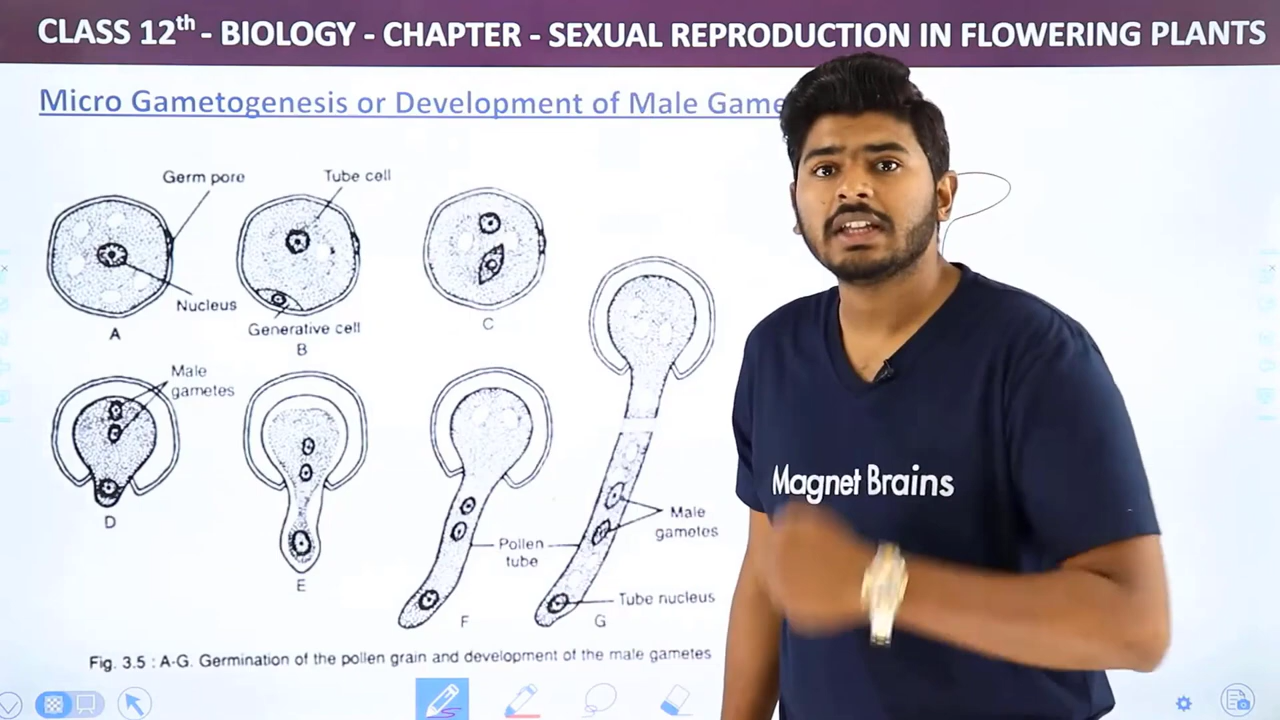 CLASS 12th - BIOLOGY - CHAPTER - SEXUAL REPRODUCTION IN FLOWERING PLANTS
Micro Gametogenesis or Development of Male
Germ pore
Tube cell
Nucleus
Generative cell
A
B
C
Male
gametes
D
E
Pollen
tube
F
Male
gametes
Tube nucleus
G
Fig. 3.5 : A-G. Germination of the pollen grain and development of the male gametes
Magnet Brains